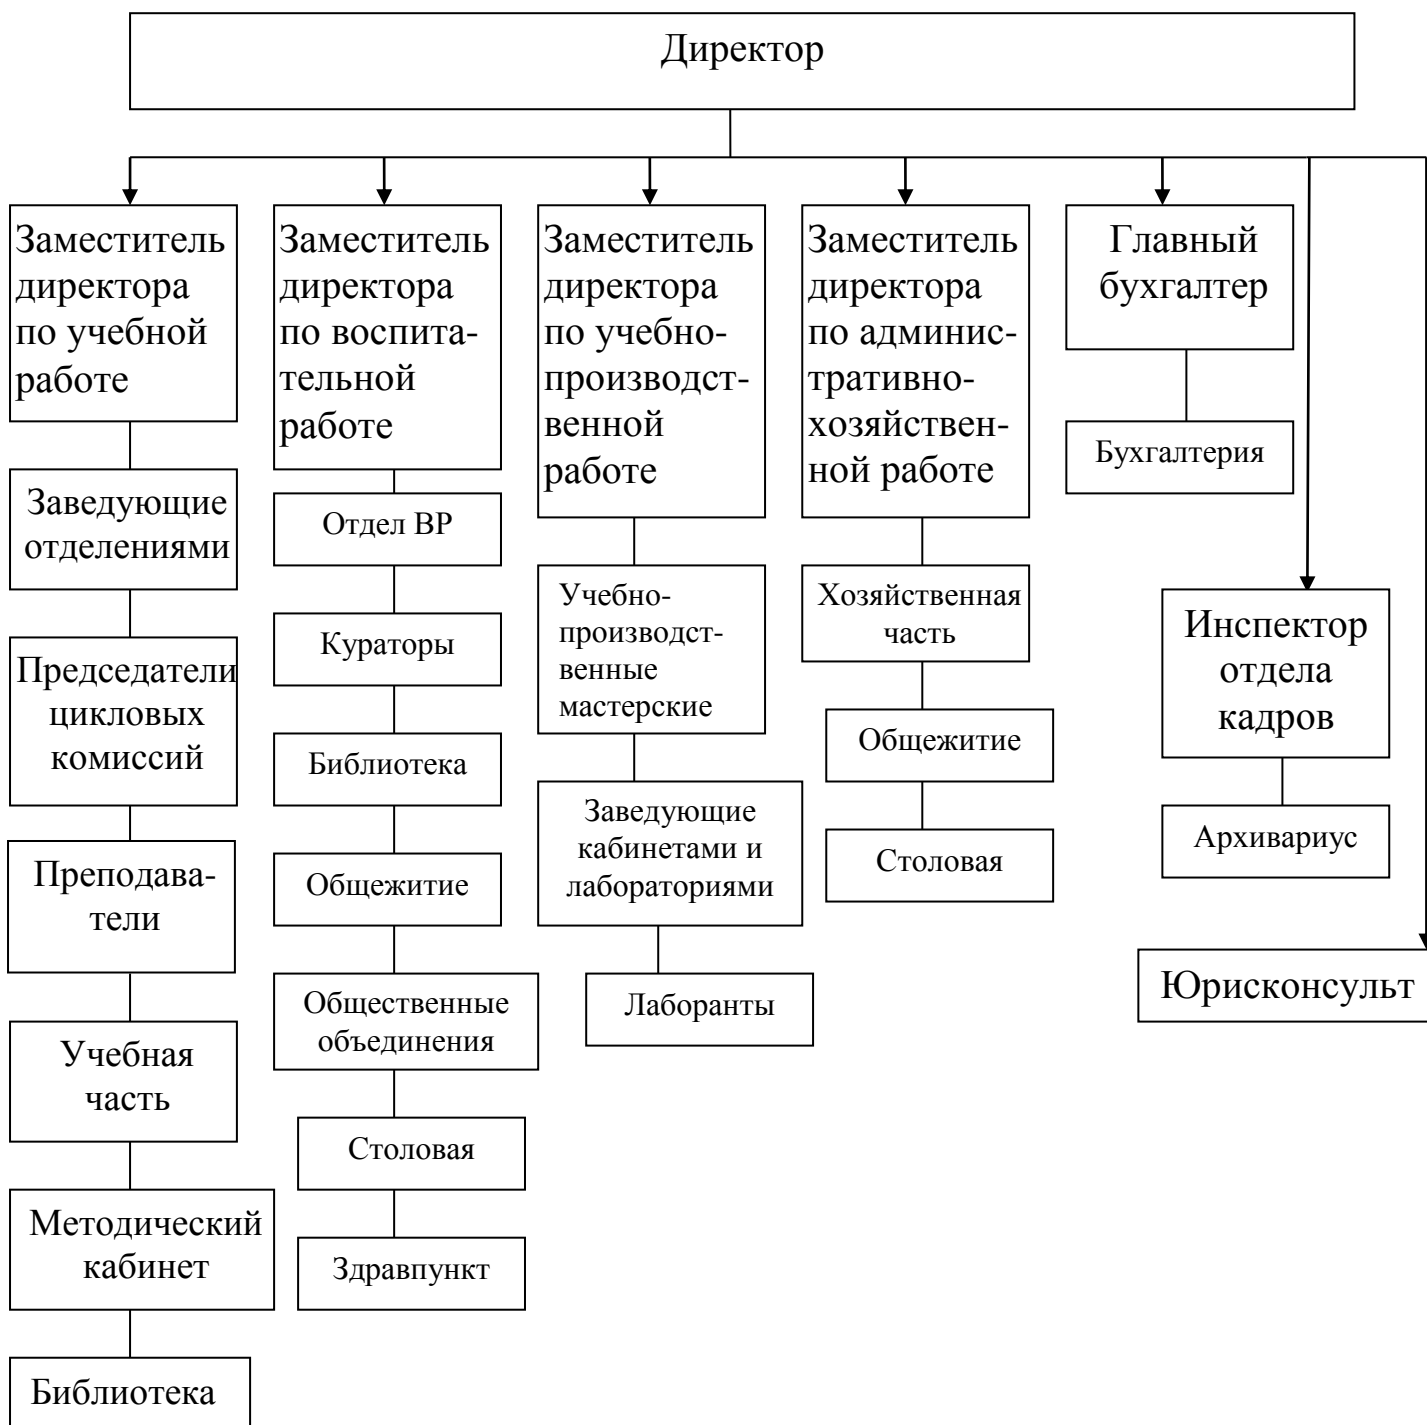 Директор
Заместитель
директора
по учебной
работе
Заведующие
отделениями
Председатели
цикловых
комиссий
Преподава-
тели
Учебная
часть
Методический
кабинет
Библиотека
Заместитель
директора
по воспита-
тельной
работе
Отдел ВР
Кураторы
Библиотека
Общежитие
Общественные
объединения
Столовая
Здравпункт
Заместитель
директора
по учебно-
производст-
венной
работе
Учебно-
производст-
венные
мастерские
Заведующие
кабинетами и
лабораториями
Лаборанты
Заместитель
директора
по админис-
тративно-
хозяйствен-
ной работе
Хозяйственная
часть
Общежитие
Столовая
Главный
бухгалтер
Бухгалтерия
Инспектор
отдела
кадров
Архивариус
Юрисконсульт